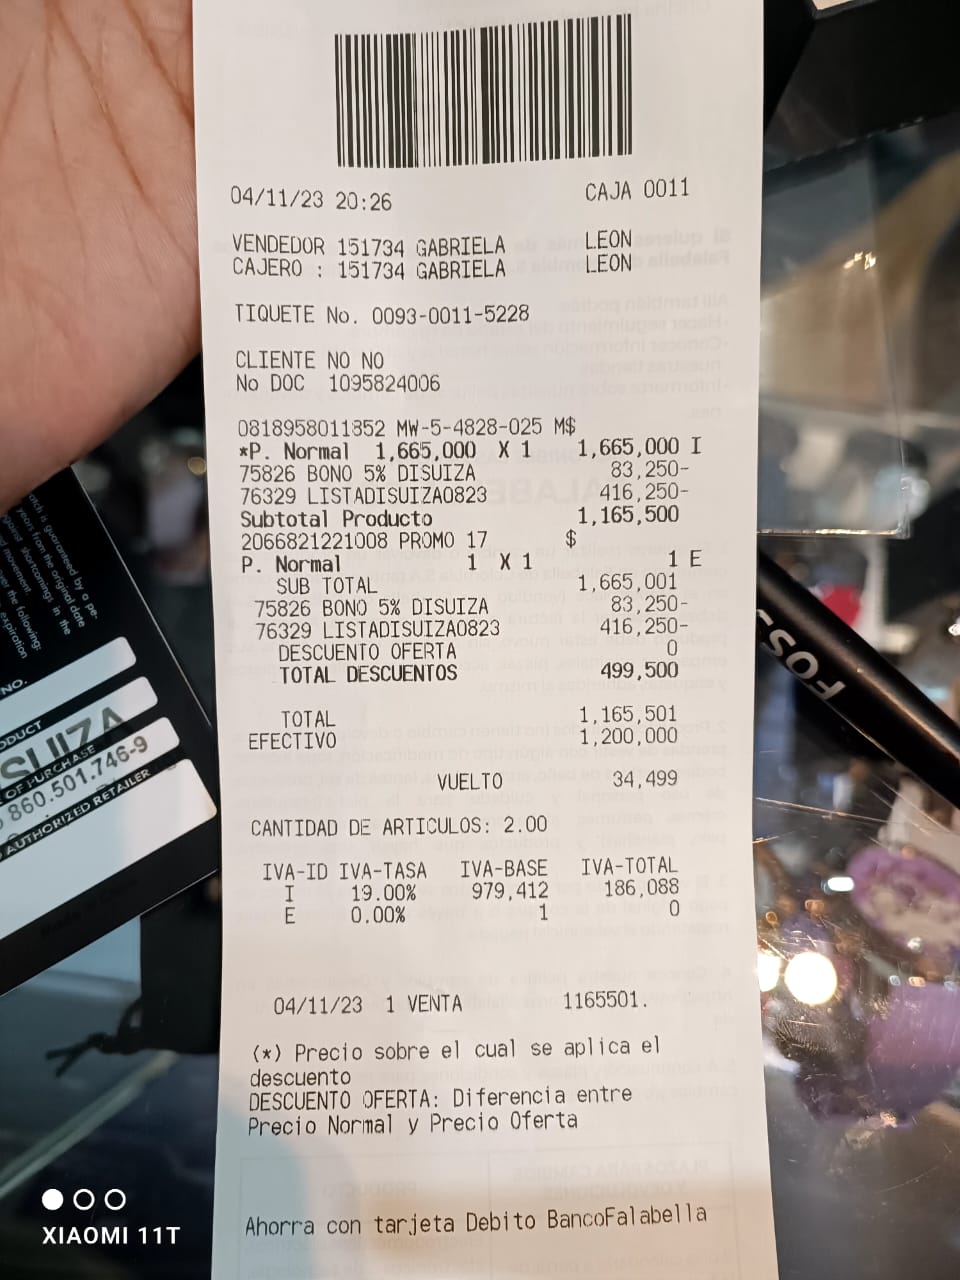 04/11/23 20:26 CAJA 0011
VENDEDOR 151734 GABRIELA LEON
CAJERO : 151734 GABRIELA LEON
TIQUETE No. 0093-0011-5228
CLIENTE NO NO
No DOC 1095824006
0818958011352 MW-5-4828-025 M$
*P. Normal 1,665,000 X 1 1,665,000 I
75826 BONO 5% DISUIZA 83,250-
76329 LISTADISUIZA0823 416,250-
Subtotal Producto 1,165,500
2066821221008 PROMO 17 $
P. Normal 1 X 1 1 E
SUB TOTAL 1,665,001
75826 BONO 5% DISUIZA 83,250-
76329 LISTADISUIZA0823 416,250-
DESCUENTO OFERTA 0
TOTAL DESCUENTOS 499,500
TOTAL 1,165,501
EFECTIVO 1,200,000
VUELTO 34,499
CANTIDAD DE ARTICULOS: 2.00
IVA-ID IVA-TASA IVA-BASE IVA-TOTAL
I 19.00% 979,412 186,088
E 0.00% 1 0
04/11/23 1 VENTA 1165501.
(*) Precio sobre el cual se aplica el
descuento
DESCUENTO OFERTA: Diferencia entre
Precio Normal y Precio Oferta
Ahorra con tarjeta Debito BancoFalabella
NO.
SUIZA
OF PURCHASE
860.501.746-9
AUTHORIZED RETAILER
FOS
XIAOMI 11T